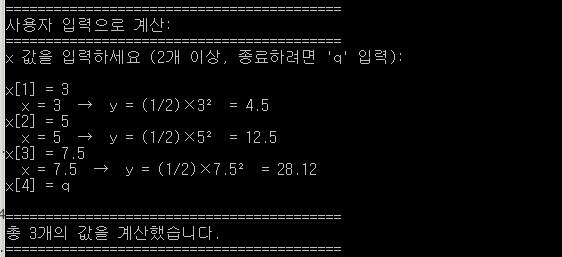 ==========================================
사용자 입력으로 계산:
==========================================
x 값을 입력하세요 (2개 이상, 종료하려면 'q' 입력):
x[1] = 3
x = 3 → y = (1/2)×3² = 4.5
x[2] = 5
x = 5 → y = (1/2)×5² = 12.5
x[3] = 7.5
x = 7.5 → y = (1/2)×7.5² = 28.12
x[4] = q
==========================================
총 3개의 값을 계산했습니다.
==========================================